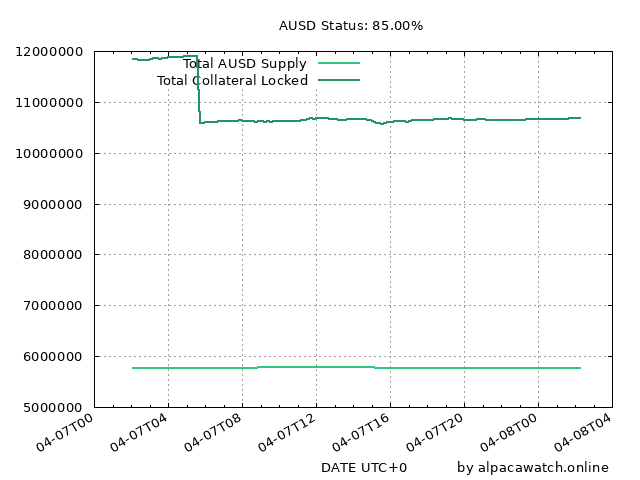 AUSD Status: 85.00%
12000000
11000000
10000000
9000000
8000000
7000000
6000000
5000000
Total AUSD Supply
Total Collateral Locked
04-07T00
04-07T04
04-07T08
04-07T12
04-07T16
04-07T20
04-08T00
04-08T04
DATE UTC+0
by alpacawatch.online